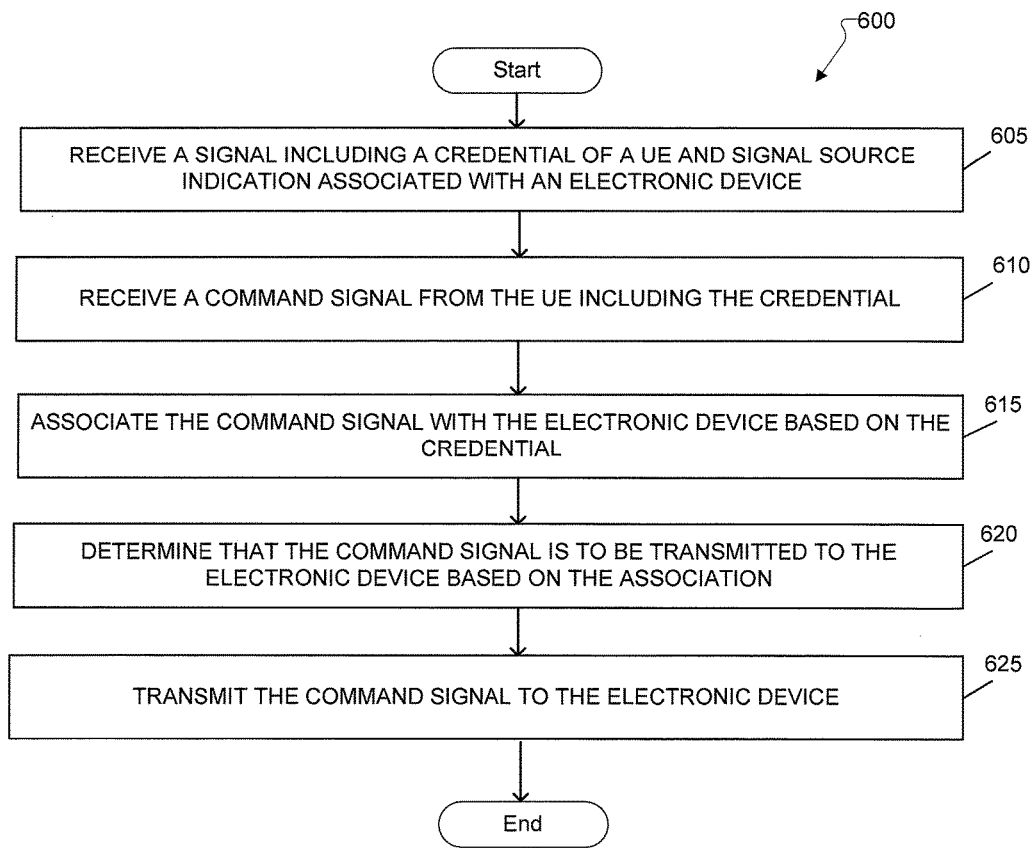 600
Start
605
RECEIVE A SIGNAL INCLUDING A CREDENTIAL OF A UE AND SIGNAL SOURCE
INDICATION ASSOCIATED WITH AN ELECTRONIC DEVICE
610
RECEIVE A COMMAND SIGNAL FROM THE UE INCLUDING THE CREDENTIAL
615
ASSOCIATE THE COMMAND SIGNAL WITH THE ELECTRONIC DEVICE BASED ON THE
CREDENTIAL
620
DETERMINE THAT THE COMMAND SIGNAL IS TO BE TRANSMITTED TO THE
ELECTRONIC DEVICE BASED ON THE ASSOCIATION
625
TRANSMIT THE COMMAND SIGNAL TO THE ELECTRONIC DEVICE
End